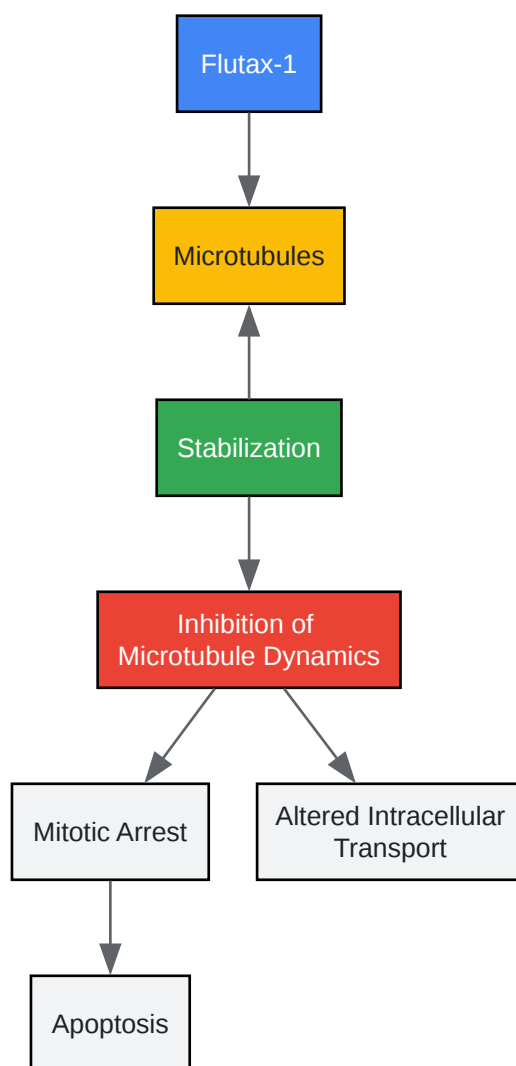 Flutax-1
Microtubules
Stabilization
Inhibition of
Microtubule Dynamics
Mitotic Arrest
Altered Intracellular
Transport
Apoptosis